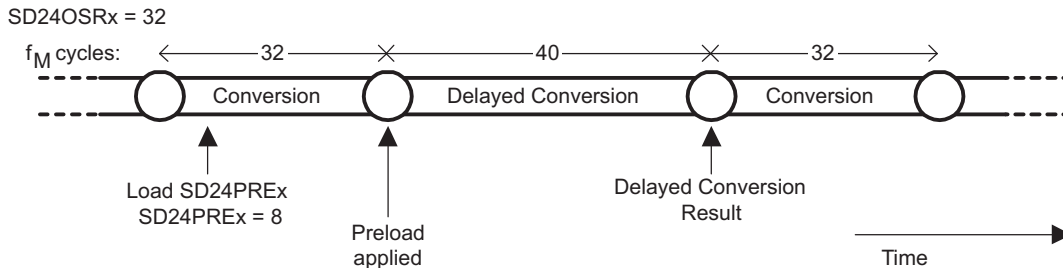 SD24OSRx = 32
fM cycles: 32 40 32
Conversion Delayed Conversion Conversion
Load SD24PREx
SD24PREx = 8
Preload
applied
Delayed Conversion
Result
Time